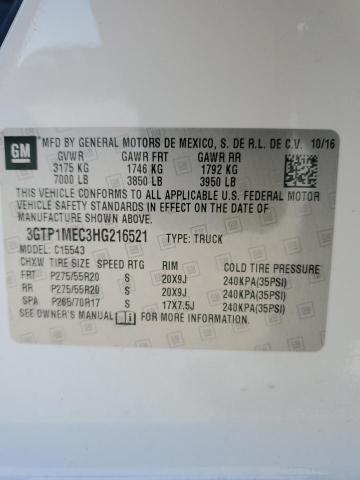 GM
MFD BY GENERAL MOTORS DE MEXICO, S. DE R.L. DE C.V. 10/16
GVWR GAWR FRT GAWR RR
3175 KG 1746 KG 1792 KG
7000 LB 3850 LB 3950 LB
THIS VEHICLE CONFORMS TO ALL APPLICABLE U.S. FEDERAL MOTOR
VEHICLE SAFETY STANDARDS IN EFFECT ON THE DATE OF
MANUFACTURE SHOWN ABOVE.
3GTP1MEC3HG216521 TYPE: TRUCK
MODEL: C15543
CHXW TIRE SIZE SPEED RTG RIM COLD TIRE PRESSURE
FRT P275/55R20 S 20X9J 240KPA(35PSI)
RR P275/55R20 S 20X9J 240KPA(35PSI)
SPA P265/70R17 S 17X7.5J 240KPA(35PSI)
SEE OWNER'S MANUAL FOR ADDITIONAL INFORMATION.